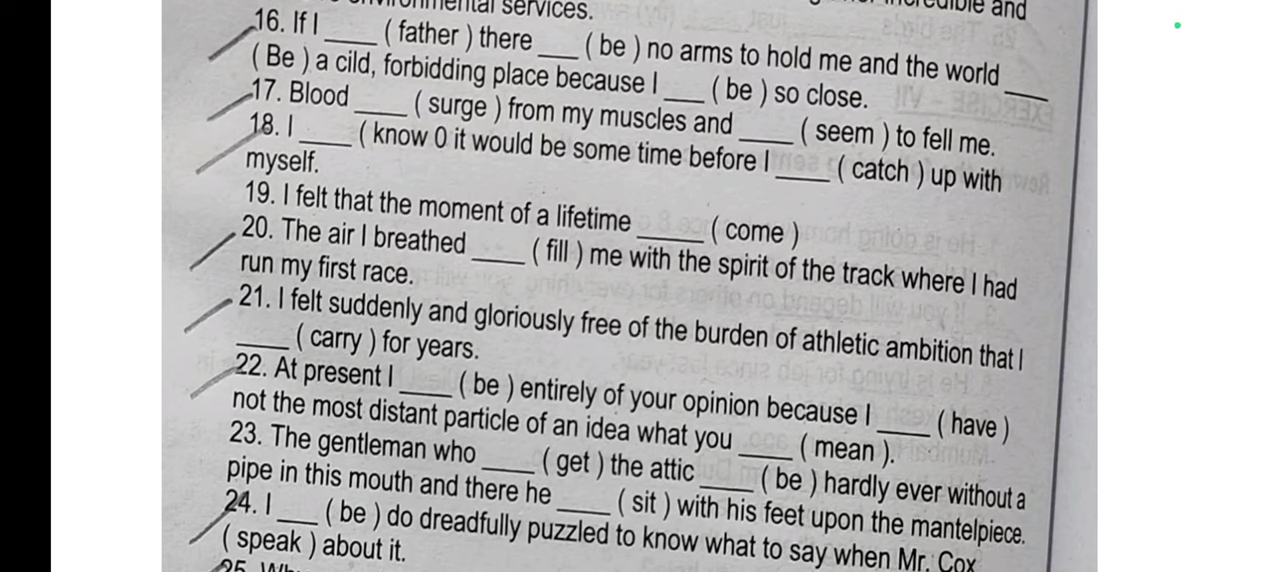 environmental services.
incredible and
16. If I ____ ( father ) there ____ ( be ) no arms to hold me and the world ____
( Be ) a cild, forbidding place because I ____ ( be ) so close.
17. Blood ____ ( surge ) from my muscles and ____ ( seem ) to fell me.
18. I ____ ( know 0 it would be some time before I ____ ( catch ) up with
myself.
19. I felt that the moment of a lifetime ____ ( come )
20. The air I breathed ____ ( fill ) me with the spirit of the track where I had
run my first race.
21. I felt suddenly and gloriously free of the burden of athletic ambition that I
____ ( carry ) for years.
22. At present I ____ ( be ) entirely of your opinion because I ____ ( have )
not the most distant particle of an idea what you ____ ( mean ).
23. The gentleman who ____ ( get ) the attic ____ ( be ) hardly ever without a
pipe in this mouth and there he ____ ( sit ) with his feet upon the mantelpiece.
24. I ____ ( be ) do dreadfully puzzled to know what to say when Mr. Cox
( speak ) about it.
25.